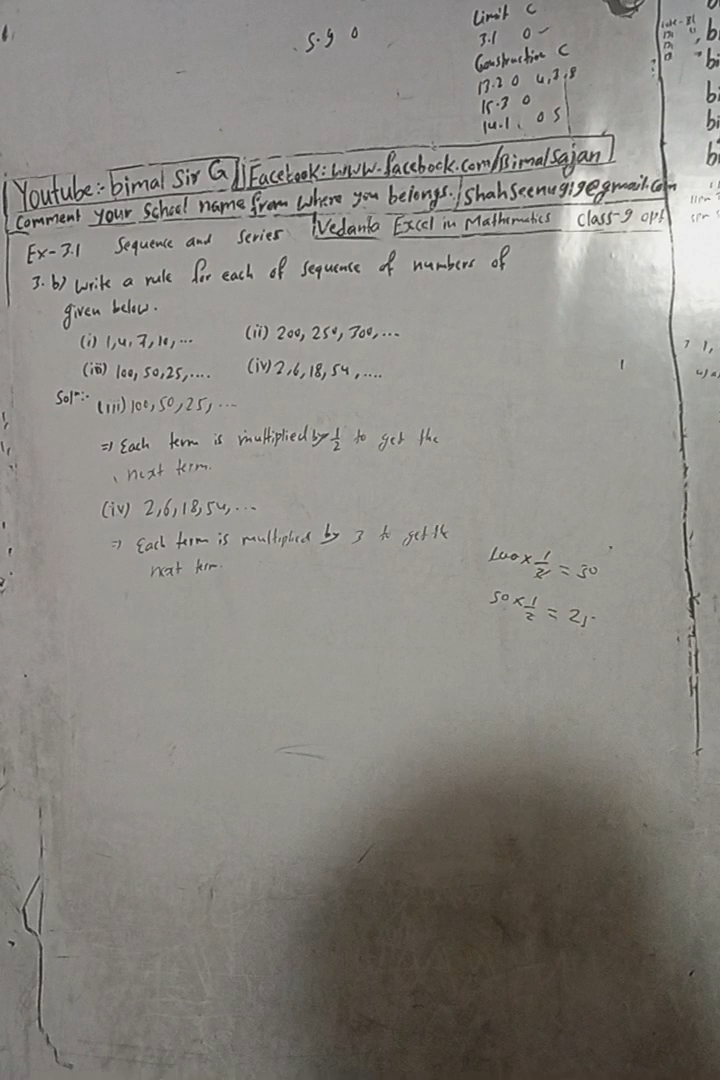 5.9 0
Limit C
3.1 0
Construction C
17.2 0 4,7,8
15.3 0
14.1, 0 5
Youtube:- bimal Sir G Facebook: www.facebook.com/BimalSajan
Comment your School name from where you belongs.
Ex-3.1 Sequence and Series Vedanta Excel in Mathematics Class-9 opt
3. b) Write a rule for each of sequence of numbers of
given below.
(i) 1,4,7,10,... (ii) 200, 250, 300,...
(iii) 100, 50, 25,.... (iv) 2,6,18,54,....
Solⁿ:- (iii) 100, 50, 25,...
⇒ Each term is multiplied by 1/2 to get the
next term.
(iv) 2,6,18,54,...
⇒ Each term is multiplied by 3 to get the
next term.
100 × 1/2 = 50
50 × 1/2 = 25